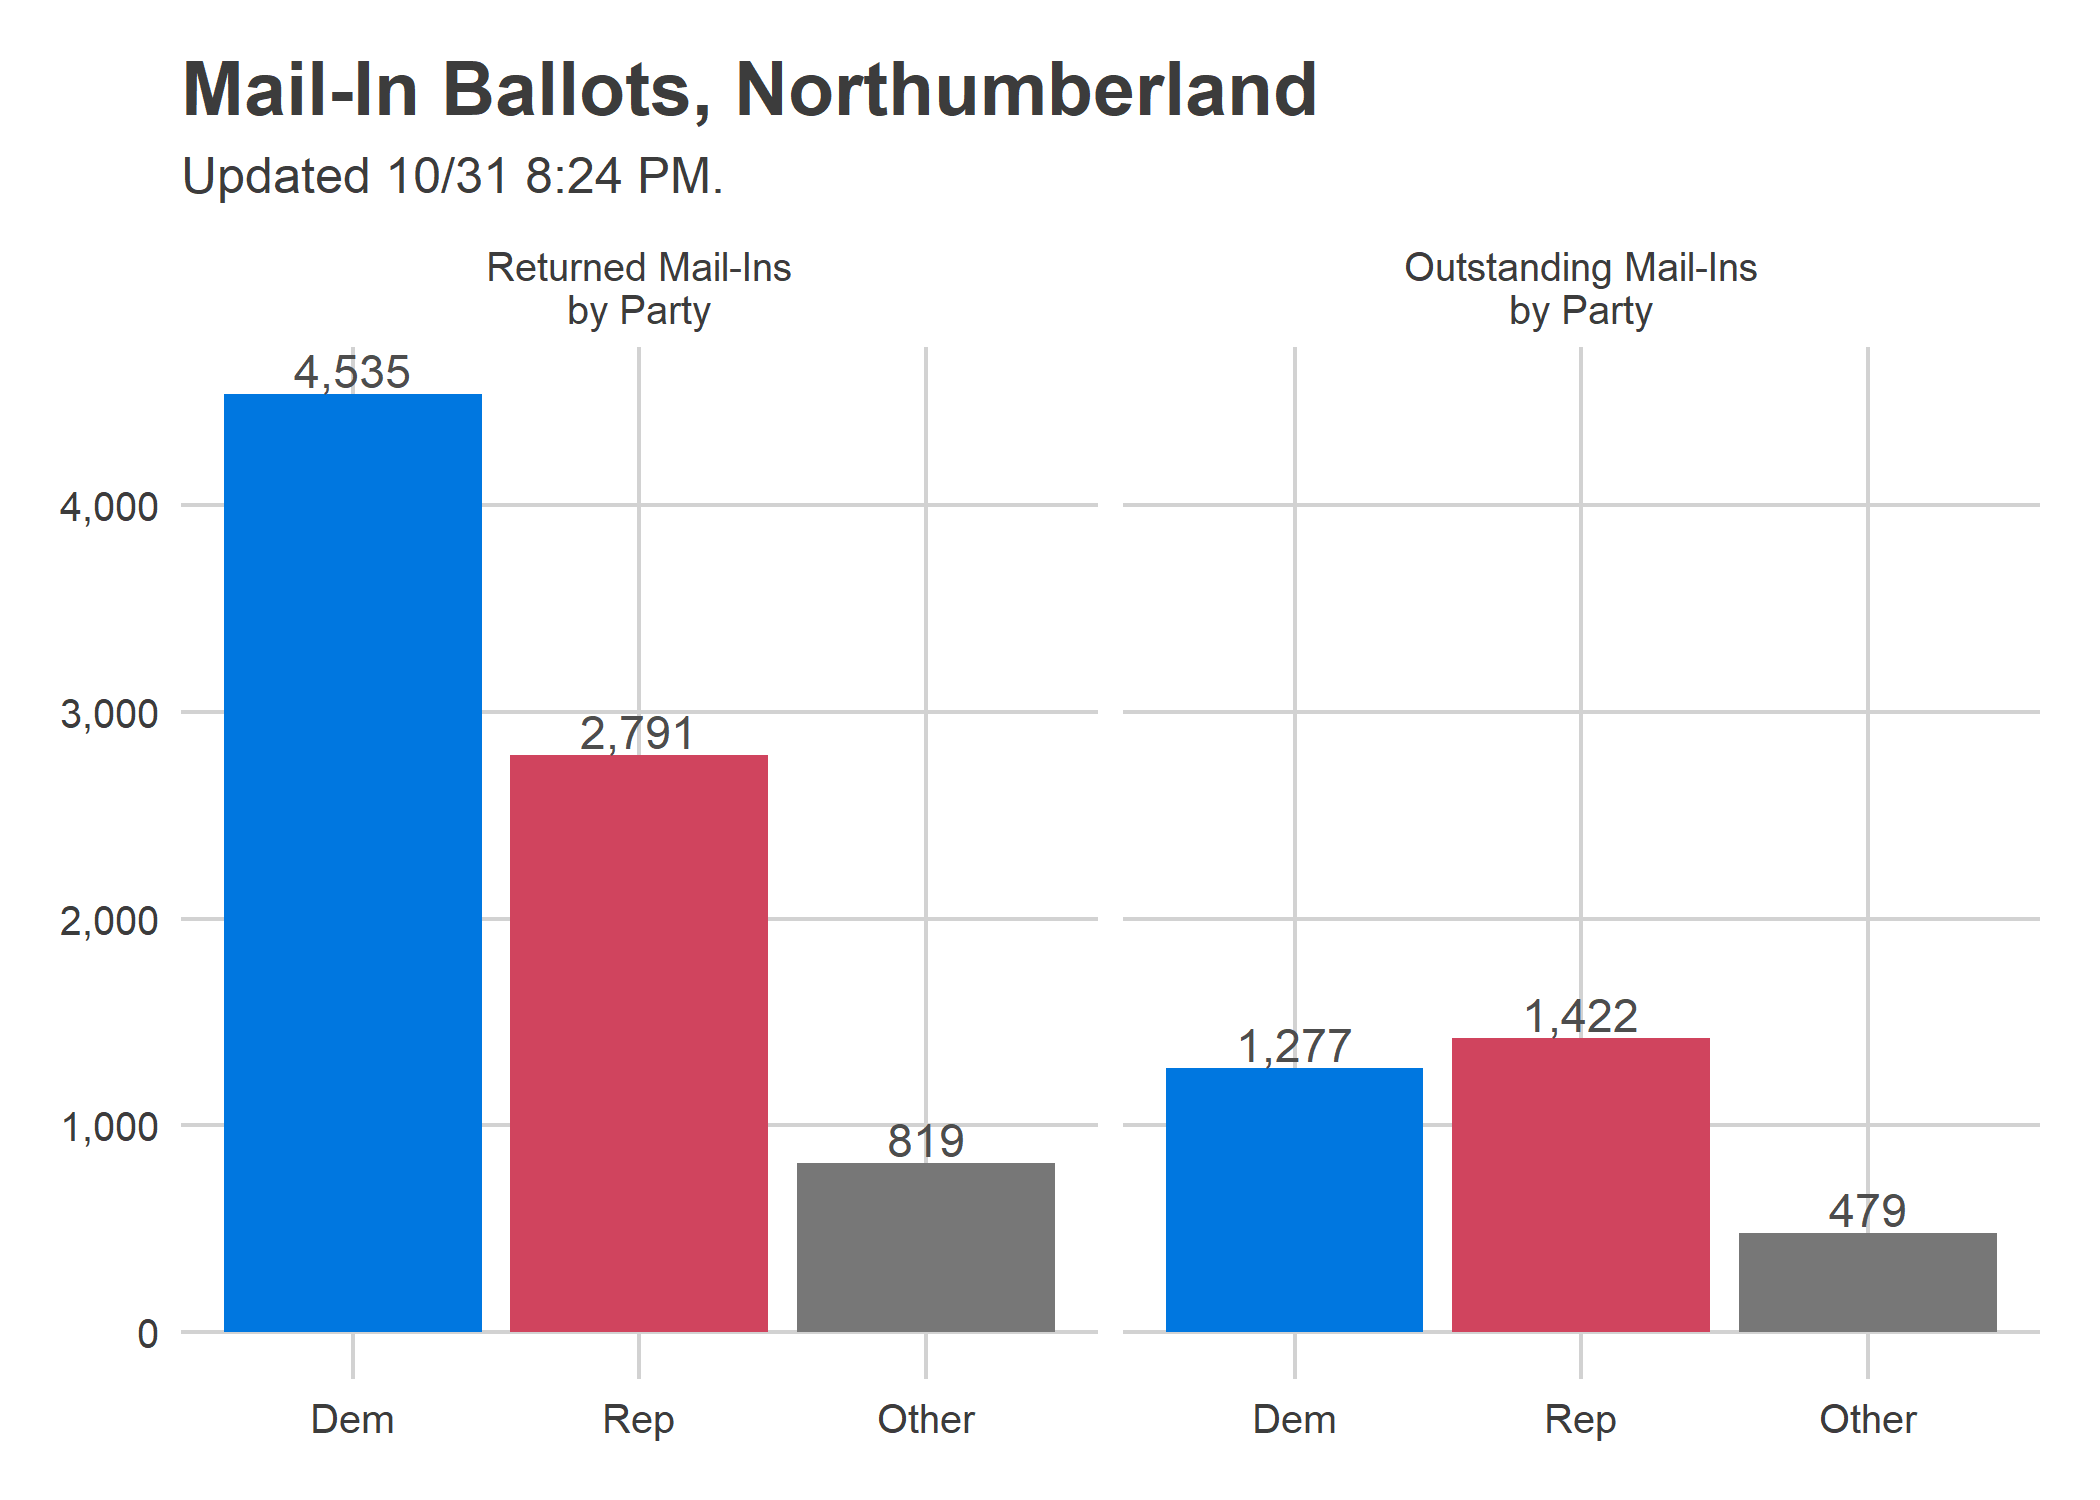 Mail-In Ballots, Northumberland
Updated 10/31 8:24 PM.
Returned Mail-Ins
by Party
Outstanding Mail-Ins
by Party
4,535
2,791
819
1,277
1,422
479
4,000
3,000
2,000
1,000
0
Dem
Rep
Other
Dem
Rep
Other